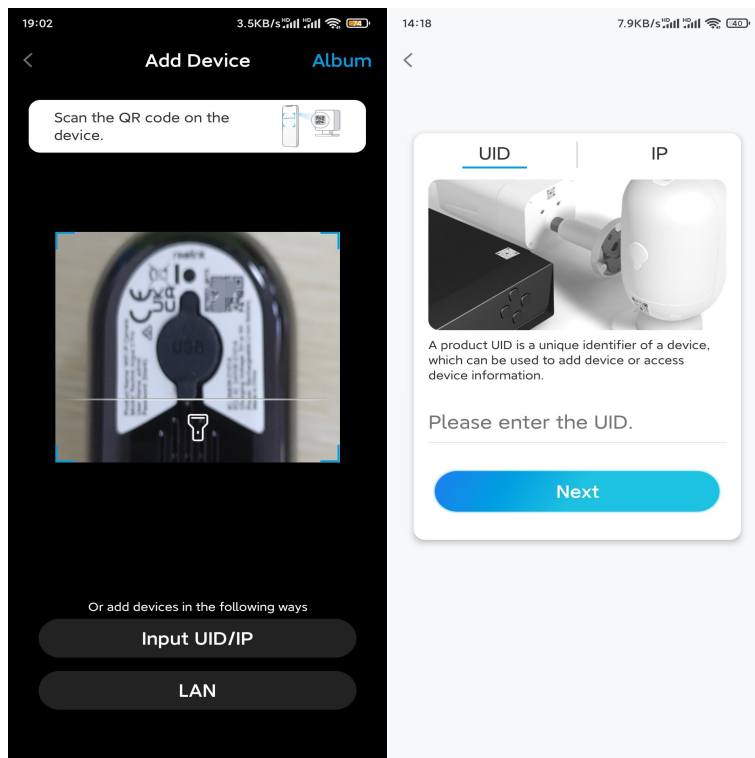 19:02
3.5KB/s
74
Add Device
Album
Scan the QR code on the
device.
reolink
USB
Or add devices in the following ways
Input UID/IP
LAN
14:18
7.9KB/s
40
UID
IP
A product UID is a unique identifier of a device,
which can be used to add device or access
device information.
Please enter the UID.
Next